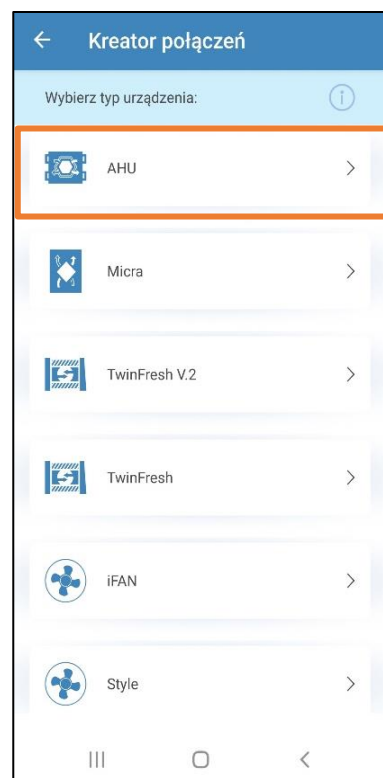 Kreator połączeń
Wybierz typ urządzenia:
AHU
Micra
TwinFresh V.2
TwinFresh
iFAN
Style